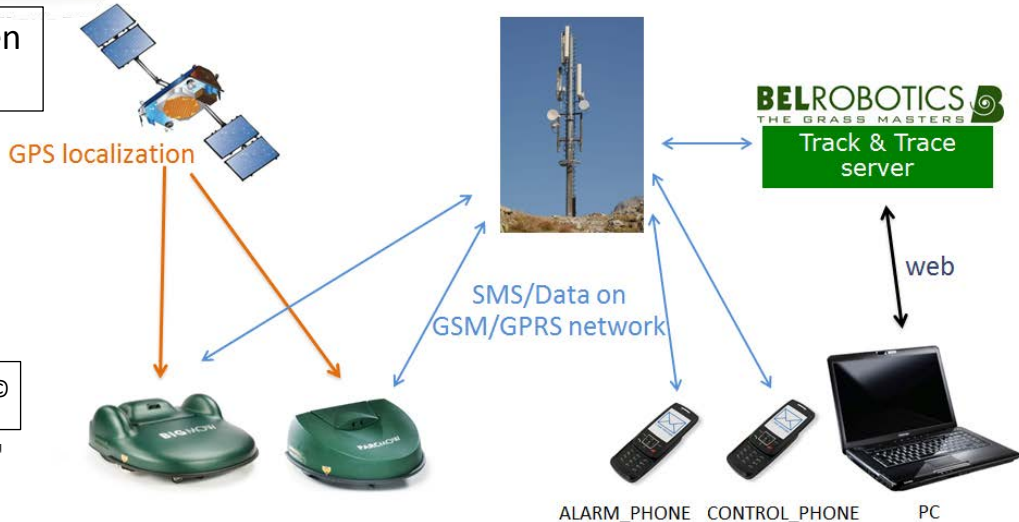 en
GPS localization
BELROBOTICS
THE GRASS MASTERS
Track & Trace
server
web
SMS/Data on
GSM/GPRS network
©
BIGMOW
PARCMOW
ALARM_PHONE
CONTROL_PHONE
PC